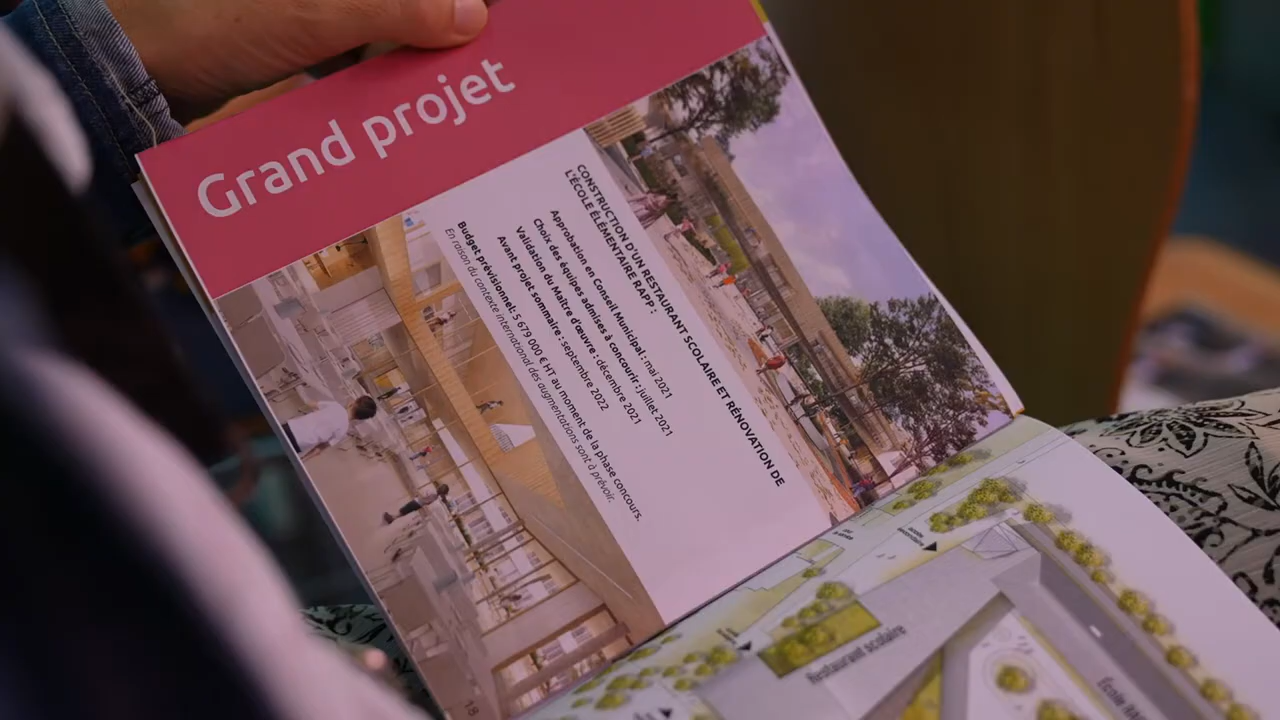 Grand projet
CONSTRUCTION D'UN RESTAURANT SCOLAIRE ET RÉNOVATION DE
L'ÉCOLE ÉLÉMENTAIRE RAPP :
Approbation en Conseil Municipal : mai 2021
Choix des équipes admises à concourir : juillet 2021
Validation du Maître d'œuvre : décembre 2021
Avant projet sommaire : septembre 2022
Budget prévisionnel: 5 679 000 € HT au moment de la phase concours.
En raison du contexte international des augmentations sont à prévoir.
18
Restaurant scolaire
École